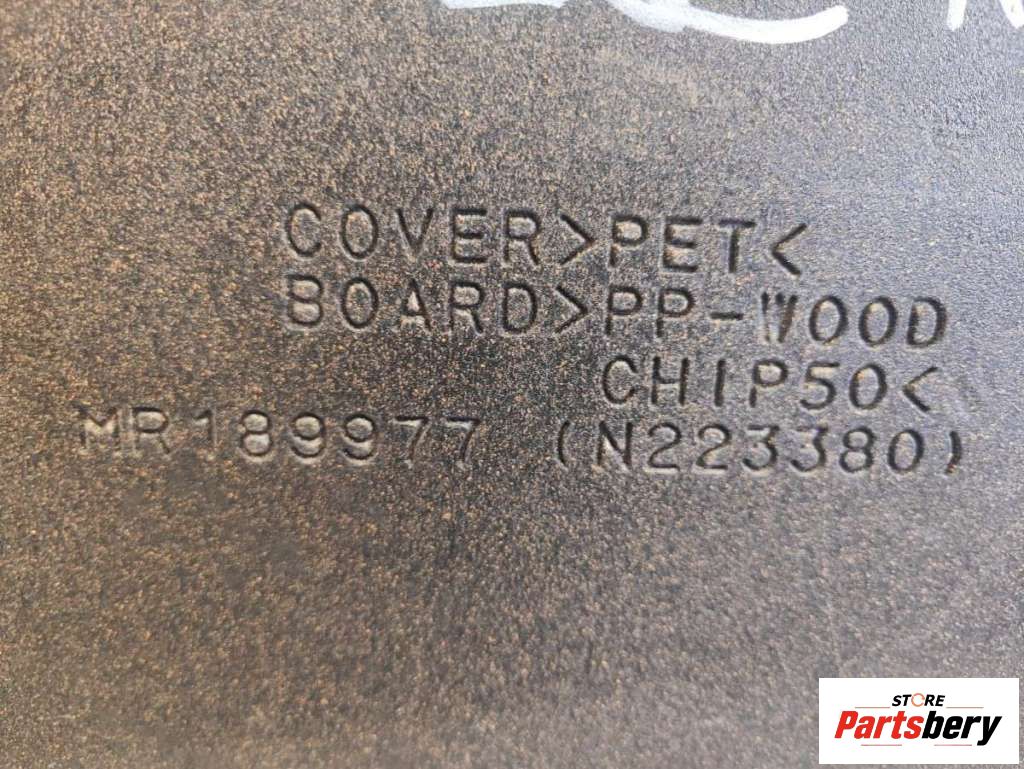 COVER>PET<
BOARD>PP-WOOD
CHIP50<
MR189977 (N223380)
STORE
Partsbery